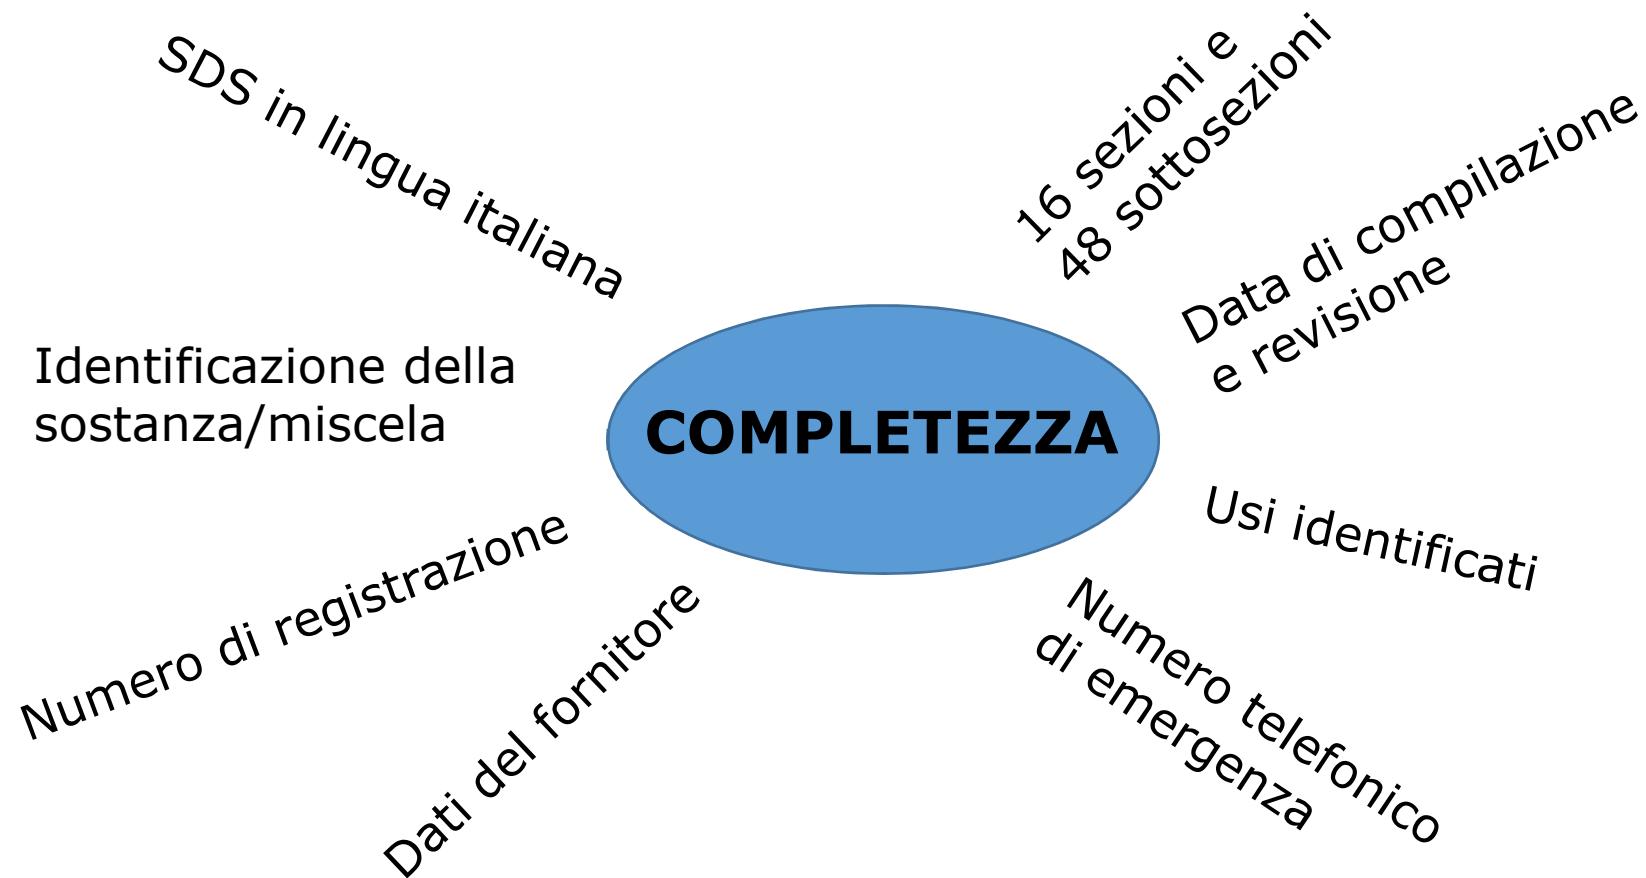 SDS in lingua italiana
16 sezioni e
48 sottosezioni
Data di compilazione
e revisione
Identificazione della
sostanza/miscela
COMPLETEZZA
Usi identificati
Numero di registrazione
Dati del fornitore
Numero telefonico
di emergenza